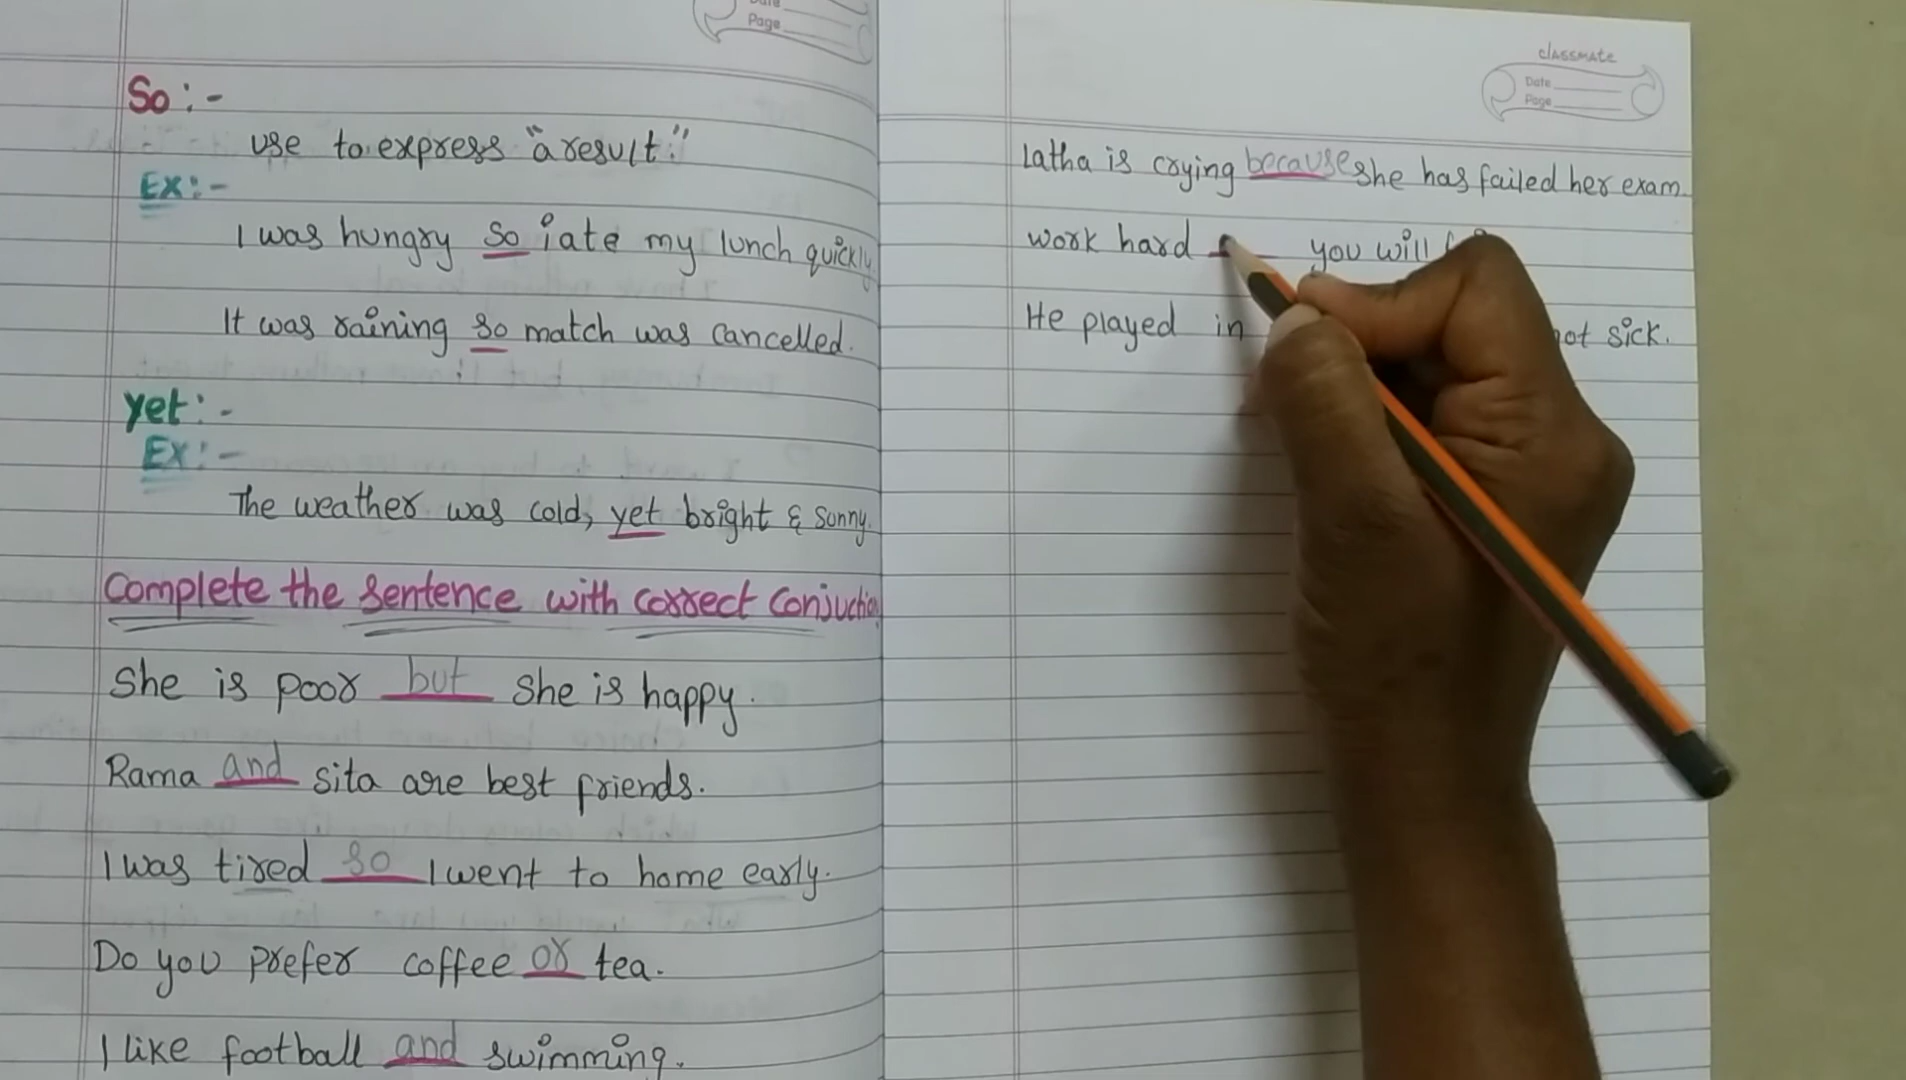 Page
So:-
use to express "a result."
Ex:-
I was hungry so i ate my lunch quickly.
It was raining so match was cancelled.
yet:-
Ex:-
The weather was cold, yet bright & sunny.
Complete the sentence with correct Conjuctio
She is poor but she is happy.
Rama and sita are best friends.
I was tired so I went to home early.
Do you prefer coffee or tea.
I like football and swimming.
classmate
Date
Page
Latha is crying because she has failed her exam.
work hard you will
He played in not sick.